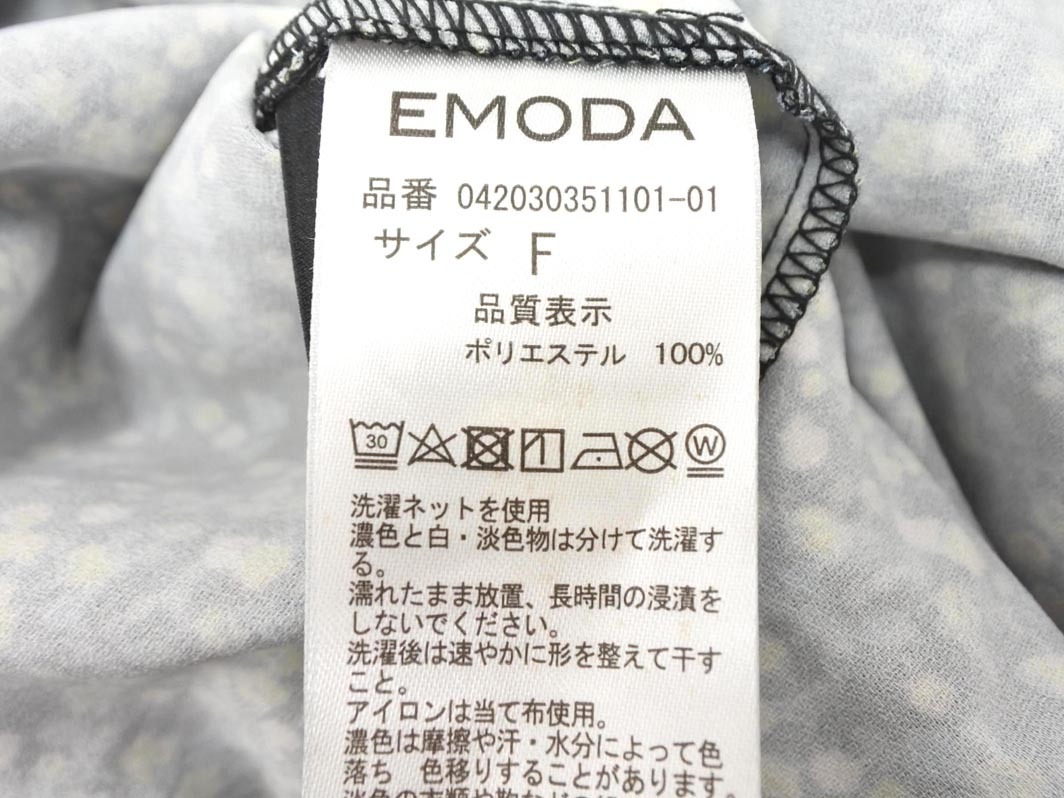 EMODA
品番 042030351101-01
サイズ F
品質表示
ポリエステル 100%
30
W
洗濯ネットを使用
濃色と白・淡色物は分けて洗濯す
る。
濡れたまま放置、長時間の浸漬を
しないでください。
洗濯後は速やかに形を整えて干す
こと。
アイロンは当て布使用。
濃色は摩擦や汗・水分によって色
落ち 色移りすることがあります。